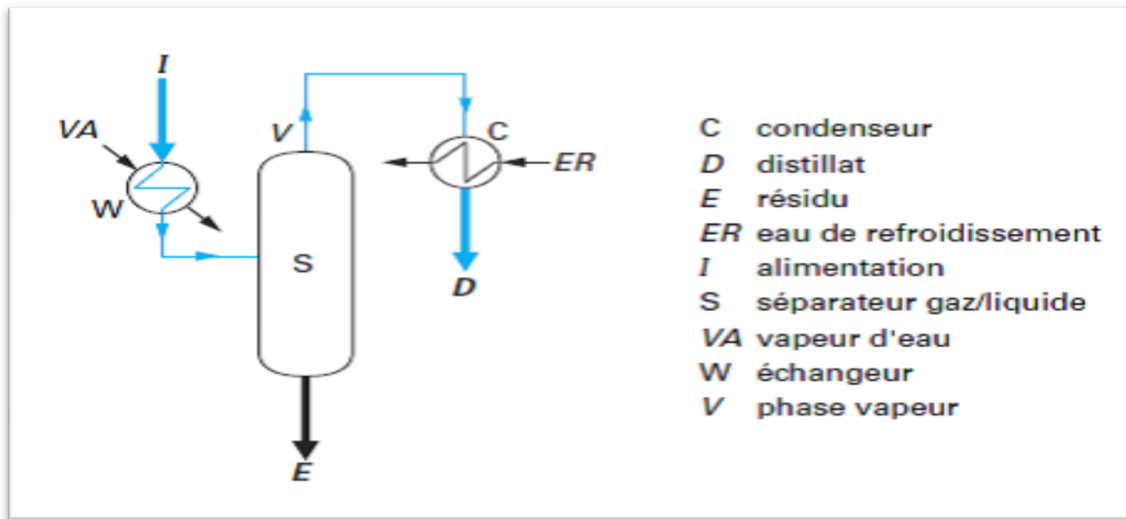 I
VA
V
C
ER
W
S
D
E
C condenseur
D distillat
E résidu
ER eau de refroidissement
I alimentation
S séparateur gaz/liquide
VA vapeur d'eau
W échangeur
V phase vapeur